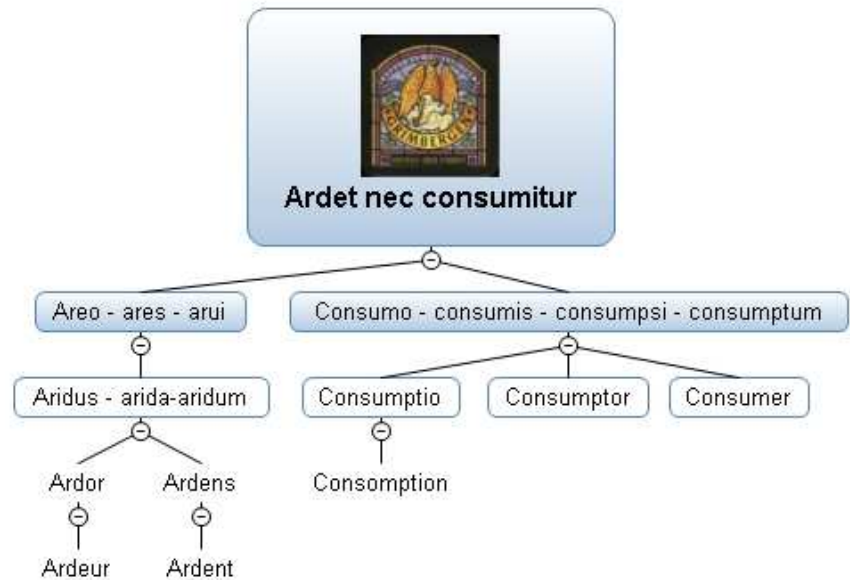 GRIMBERGEN
Ardet nec consumitur
Areo - ares - arui
Consumo - consumis - consumpsi - consumptum
Aridus - arida-aridum
Consumptio
Consumptor
Consumer
Ardor
Ardens
Consomption
Ardeur
Ardent